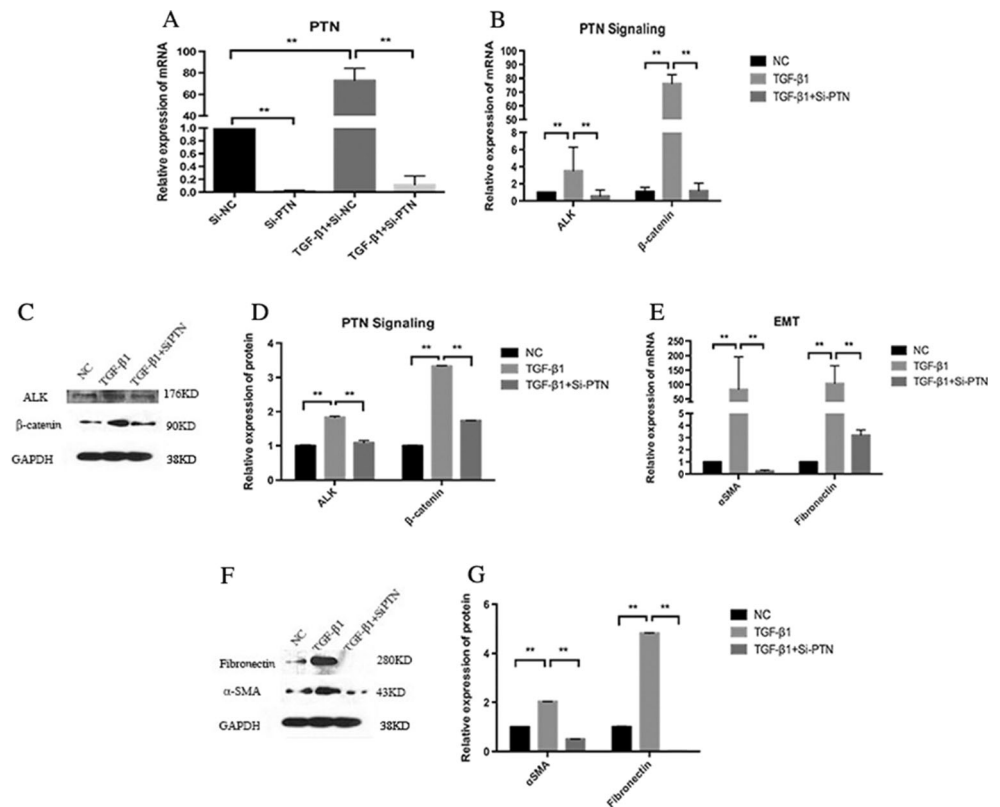 A
PTN
Relative expression of mRNA
100
80
60
40
1.0
0.8
0.6
0.4
0.2
0.0
**
**
**
Si-NC
Si-PTN
TGF-β1+Si-NC
TGF-β1+Si-PTN
B
PTN Signaling
Relative expression of mRNA
90
80
70
60
50
8
6
4
2
0
**
**
**
**
ALK
β-catenin
NC
TGF-β1
TGF-β1+Si-PTN
C
NC
TGF-β1
TGF-β1+SiPTN
ALK 176KD
β-catenin 90KD
GAPDH 38KD
D
PTN Signaling
Relative expression of protein
4
3
2
1
0
**
**
**
**
ALK
β-catenin
NC
TGF-β1
TGF-β1+Si-PTN
E
EMT
Relative expression of mRNA
250
200
150
100
50
5
4
3
2
1
0
**
**
**
**
αSMA
Fibronectin
NC
TGF-β1
TGF-β1+Si-PTN
F
NC
TGF-β1
TGF-β1+SiPTN
Fibronectin 280KD
α-SMA 43KD
GAPDH 38KD
G
Relative expression of protein
6
4
2
0
**
**
**
**
αSMA
Fibronectin
NC
TGF-β1
TGF-β1+Si-PTN